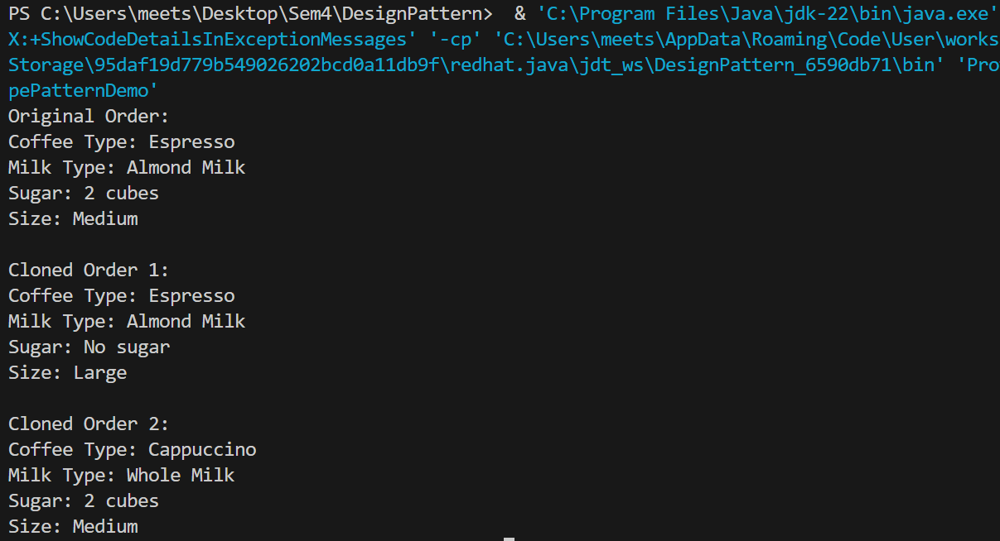 PS C:\Users\meets\Desktop\Sem4\DesignPattern>  & 'C:\Program Files\Java\jdk-22\bin\java.exe'
X:+ShowCodeDetailsInExceptionMessages' '-cp' 'C:\Users\meets\AppData\Roaming\Code\User\works
Storage\95daf19d779b549026202bcd0a11db9f\redhat.java\jdt_ws\DesignPattern_6590db71\bin' 'Pro
pePatternDemo'
Original Order:
Coffee Type: Espresso
Milk Type: Almond Milk
Sugar: 2 cubes
Size: Medium

Cloned Order 1:
Coffee Type: Espresso
Milk Type: Almond Milk
Sugar: No sugar
Size: Large

Cloned Order 2:
Coffee Type: Cappuccino
Milk Type: Whole Milk
Sugar: 2 cubes
Size: Medium